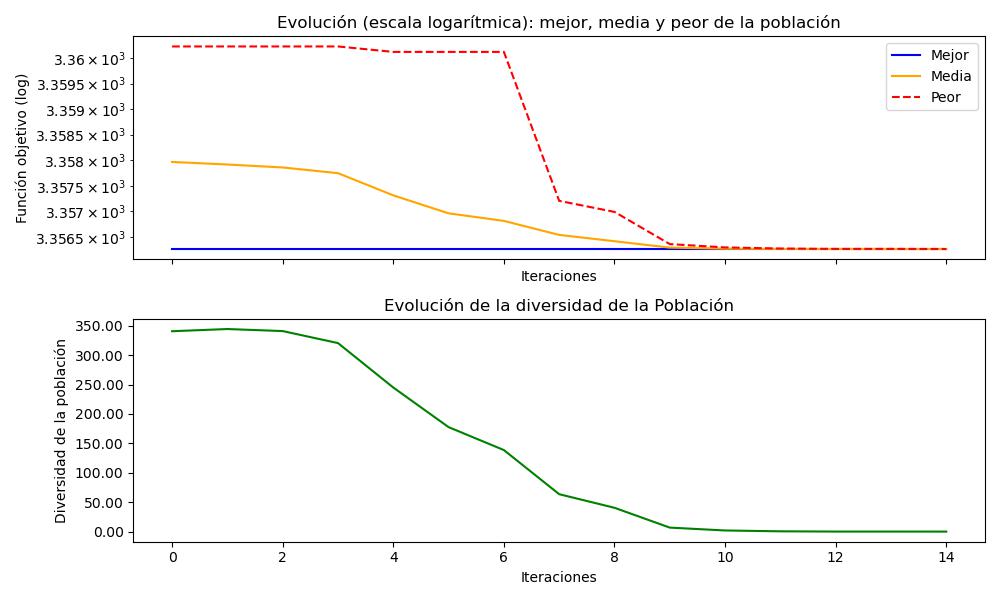 Evolución (escala logarítmica): mejor, media y peor de la población
Función objetivo (log)
3.36 × 10³
3.3595 × 10³
3.359 × 10³
3.3585 × 10³
3.358 × 10³
3.3575 × 10³
3.357 × 10³
3.3565 × 10³
Mejor
Media
Peor
Iteraciones
Evolución de la diversidad de la Población
Diversidad de la población
350.00
300.00
250.00
200.00
150.00
100.00
50.00
0.00
0 2 4 6 8 10 12 14
Iteraciones